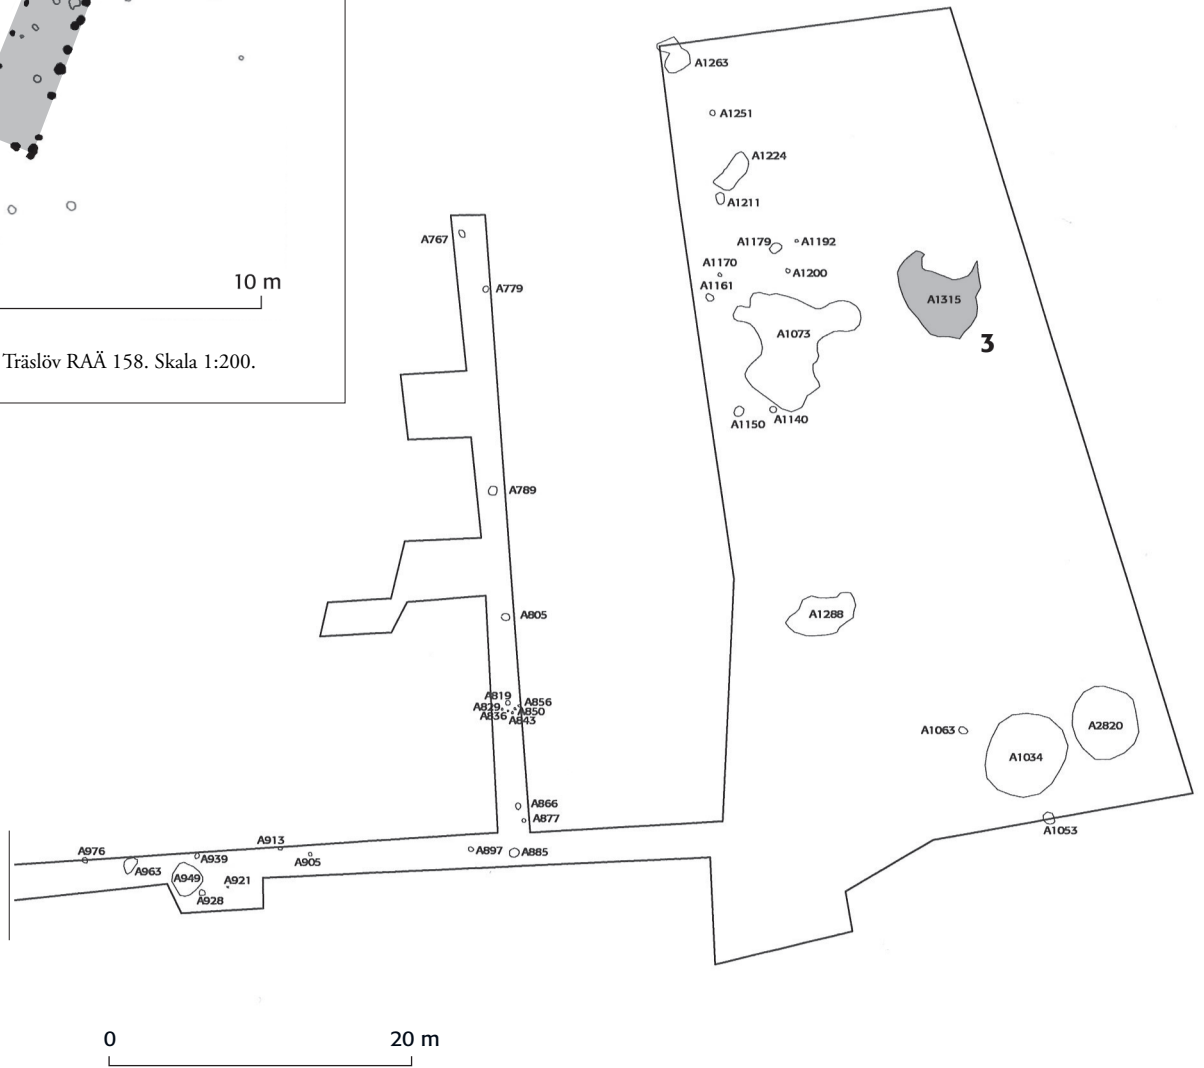 10 m
Träslöv RAÄ 158. Skala 1:200.
A1263
A1251
A1224
A1211
A1179
A1192
A1170
A1200
A1161
A1315
A1073
3
A1150
A1140
A767
A779
A789
A805
A1288
A819
A856
A829
A850
A836
A843
A1063
A1034
A2820
A1053
A866
A877
A897
A885
A913
A905
A976
A939
A963
A949
A921
A928
0
20 m